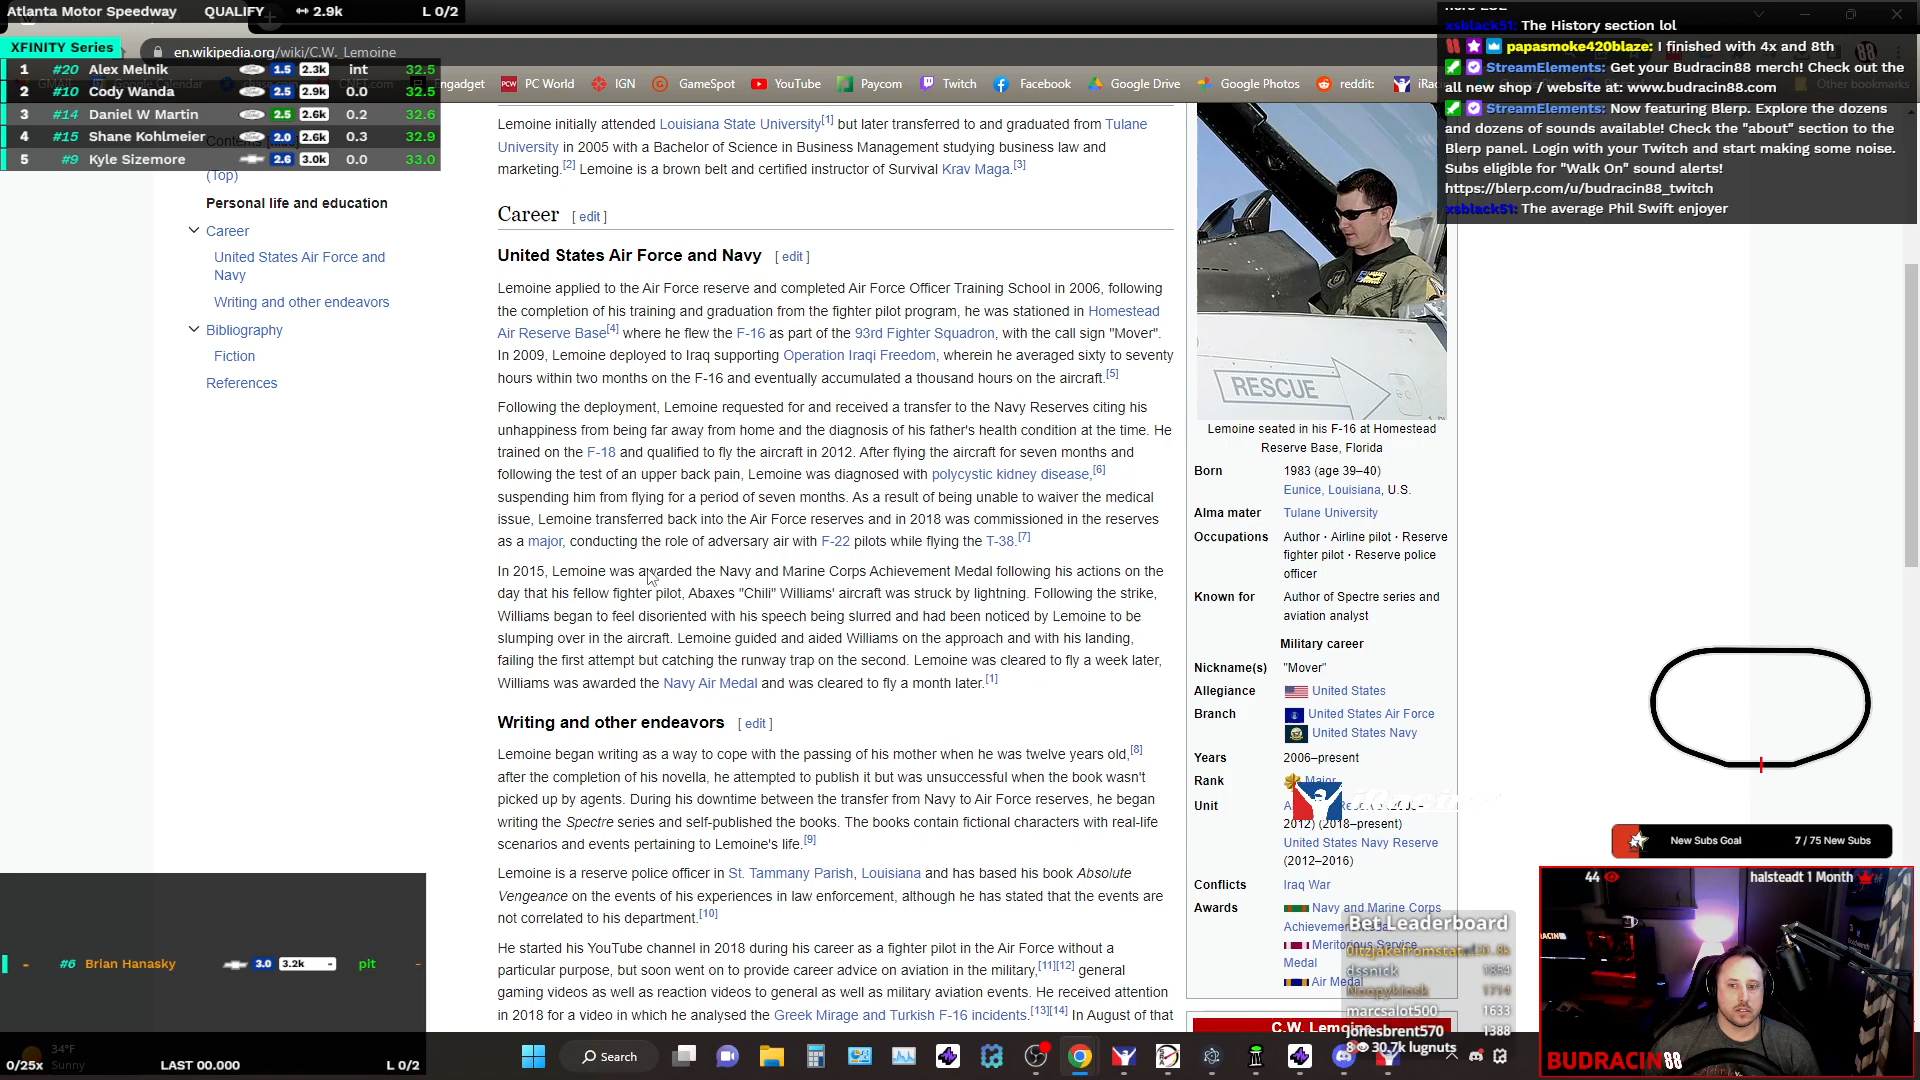 Atlanta Motor Speedway QUALIFY 2.9k L 0/2
XFINITY Series
en.wikipedia.org/wiki/C.W._Lemoine
1 #20 Alex Melnik 1.5 2.3k int 32.5
2 #10 Cody Wanda 2.5 2.9k 0.0 32.5
3 #14 Daniel W Martin 2.5 2.6k 0.2 32.6
4 #15 Shane Kohlmeier 2.0 2.6k 0.3 32.9
5 #9 Kyle Sizemore 2.6 3.0k 0.0 33.0
Engadget PC World IGN GameSpot YouTube Paycom Twitch Facebook Google Drive Google Photos reddit: Other bookmarks
xsblack51: The History section lol
papasmoke420blaze: I finished with 4x and 8th
StreamElements: Get your Budracin88 merch! Check out the
all new shop / website at: www.budracin88.com
StreamElements: Now featuring Blerp. Explore the dozens
and dozens of sounds available! Check the "about" section to the
Blerp panel. Login with your Twitch and start making some noise.
Subs eligible for "Walk On" sound alerts!
https://blerp.com/u/budracin88_twitch
xsblack51: The average Phil Swift enjoyer
(Top)
Personal life and education
Career
United States Air Force and
Navy
Writing and other endeavors
Bibliography
Fiction
References
Lemoine initially attended Louisiana State University[1] but later transferred to and graduated from Tulane
University in 2005 with a Bachelor of Science in Business Management studying business law and
marketing.[2] Lemoine is a brown belt and certified instructor of Survival Krav Maga.[3]
Career [ edit ]
United States Air Force and Navy [ edit ]
Lemoine applied to the Air Force reserve and completed Air Force Officer Training School in 2006, following
the completion of his training and graduation from the fighter pilot program, he was stationed in Homestead
Air Reserve Base[4] where he flew the F-16 as part of the 93rd Fighter Squadron, with the call sign "Mover".
In 2009, Lemoine deployed to Iraq supporting Operation Iraqi Freedom, wherein he averaged sixty to seventy
hours within two months on the F-16 and eventually accumulated a thousand hours on the aircraft.[5]
Following the deployment, Lemoine requested for and received a transfer to the Navy Reserves citing his
unhappiness from being far away from home and the diagnosis of his father's health condition at the time. He
trained on the F-18 and qualified to fly the aircraft in 2012. After flying the aircraft for seven months and
following the test of an upper back pain, Lemoine was diagnosed with polycystic kidney disease,[6]
suspending him from flying for a period of seven months. As a result of being unable to waiver the medical
issue, Lemoine transferred back into the Air Force reserves and in 2018 was commissioned in the reserves
as a major, conducting the role of adversary air with F-22 pilots while flying the T-38.[7]
In 2015, Lemoine was awarded the Navy and Marine Corps Achievement Medal following his actions on the
day that his fellow fighter pilot, Abaxes "Chili" Williams' aircraft was struck by lightning. Following the strike,
Williams began to feel disoriented with his speech being slurred and had been noticed by Lemoine to be
slumping over in the aircraft. Lemoine guided and aided Williams on the approach and with his landing,
failing the first attempt but catching the runway trap on the second. Lemoine was cleared to fly a week later,
Williams was awarded the Navy Air Medal and was cleared to fly a month later.[1]
Writing and other endeavors [ edit ]
Lemoine began writing as a way to cope with the passing of his mother when he was twelve years old,[8]
after the completion of his novella, he attempted to publish it but was unsuccessful when the book wasn't
picked up by agents. During his downtime between the transfer from Navy to Air Force reserves, he began
writing the Spectre series and self-published the books. The books contain fictional characters with real-life
scenarios and events pertaining to Lemoine's life.[9]
Lemoine is a reserve police officer in St. Tammany Parish, Louisiana and has based his book Absolute
Vengeance on the events of his experiences in law enforcement, although he has stated that the events are
not correlated to his department.[10]
He started his YouTube channel in 2018 during his career as a fighter pilot in the Air Force without a
particular purpose, but soon went on to provide career advice on aviation in the military,[11][12] general
gaming videos as well as reaction videos to general as well as military aviation events. He received attention
in 2018 for a video in which he analysed the Greek Mirage and Turkish F-16 incidents.[13][14] In August of that
RESCUE
Lemoine seated in his F-16 at Homestead
Reserve Base, Florida
Born 1983 (age 39–40)
Eunice, Louisiana, U.S.
Alma mater Tulane University
Occupations Author · Airline pilot · Reserve
fighter pilot · Reserve police
officer
Known for Author of Spectre series and
aviation analyst
Military career
Nickname(s) "Mover"
Allegiance United States
Branch United States Air Force
United States Navy
Years 2006–present
Rank Major
Unit
2012) (2018–present)
United States Navy Reserve
(2012–2016)
Conflicts Iraq War
Awards Navy and Marine Corps
Achievement Medal
Meritorious Service
Medal
Air Medal
C.W. Lemoine
New Subs Goal 7 / 75 New Subs
44 halsteadt 1 Month
BUDRACIN88
Bet Leaderboard
dssnick 1854
Noopykiosk 1714
marcsalot500 1633
jonesbrent570 1388
8 30.7k lugnuts
- #6 Brian Hanasky 3.0 3.2k - pit -
34°F
Sunny
0/25x LAST 00.000 L 0/2
Search